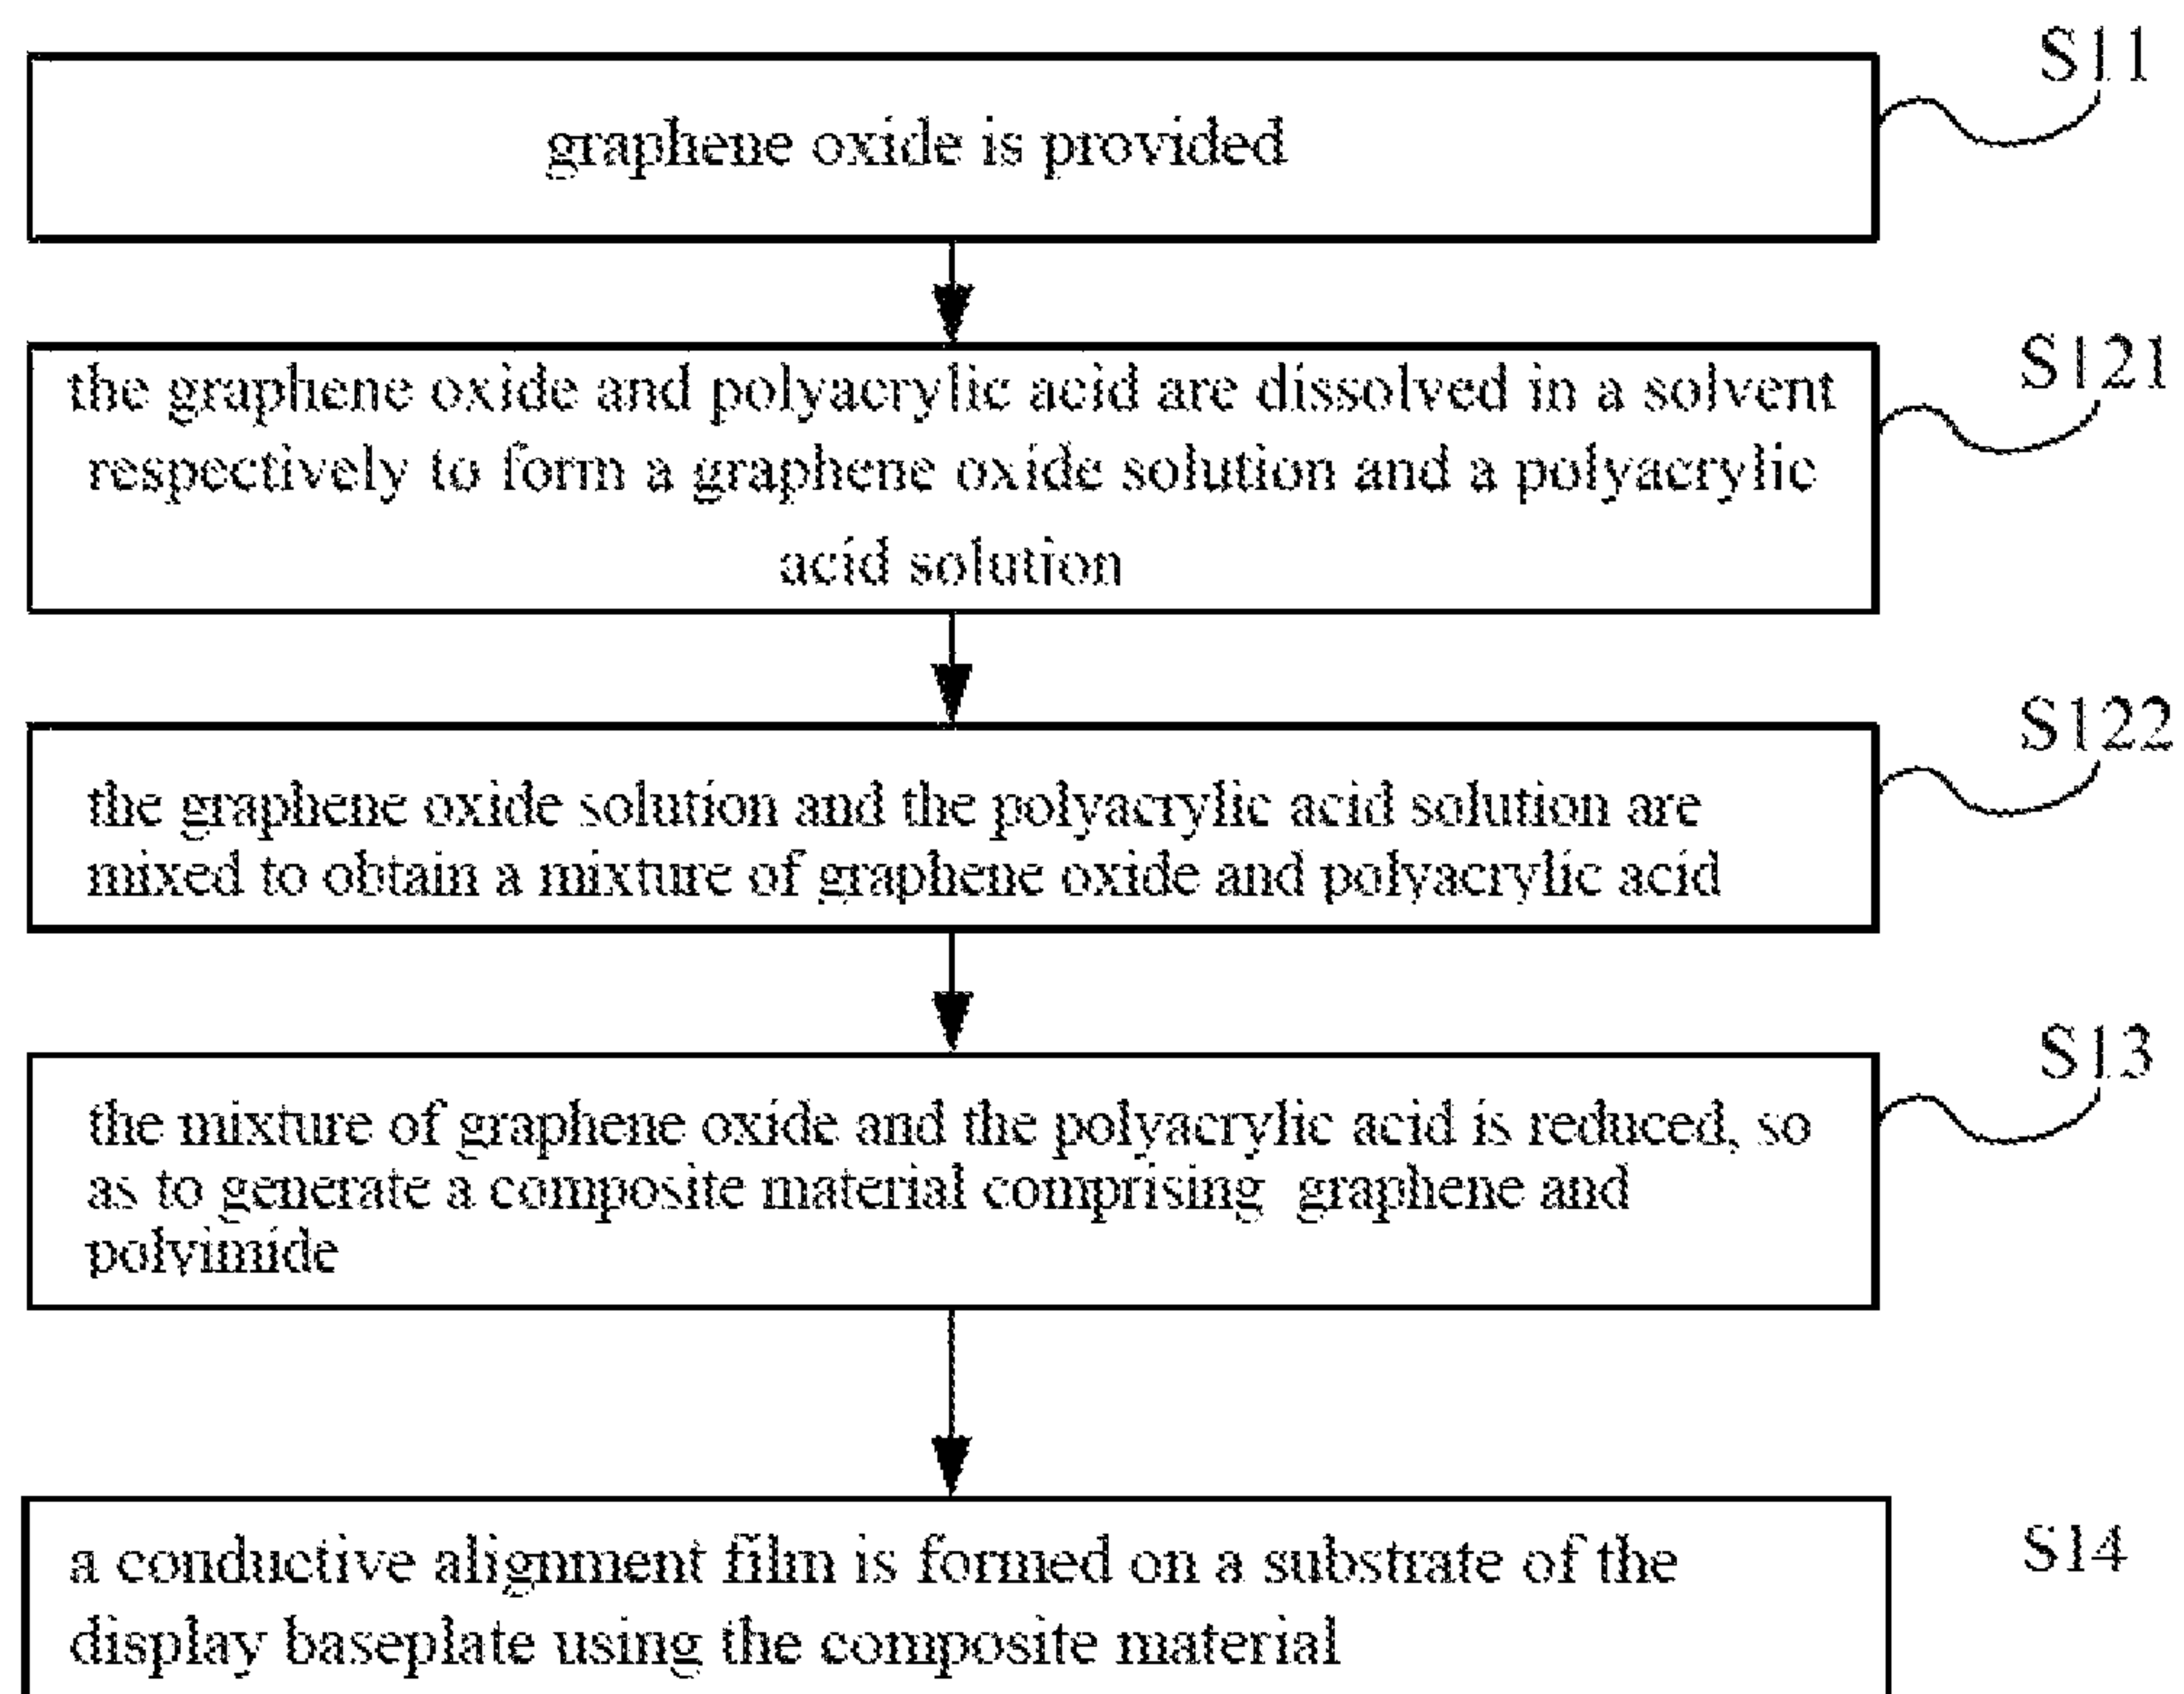 S11
graphene oxide is provided
S121
the graphene oxide and polyacrylic acid are dissolved in a solvent
respectively to form a graphene oxide solution and a polyacrylic
acid solution
S122
the graphene oxide solution and the polyacrylic acid solution are
mixed to obtain a mixture of graphene oxide and polyacrylic acid
S13
the mixture of graphene oxide and the polyacrylic acid is reduced, so
as to generate a composite material comprising graphene and
polyimide
S14
a conductive alignment film is formed on a substrate of the
display baseplate using the composite material